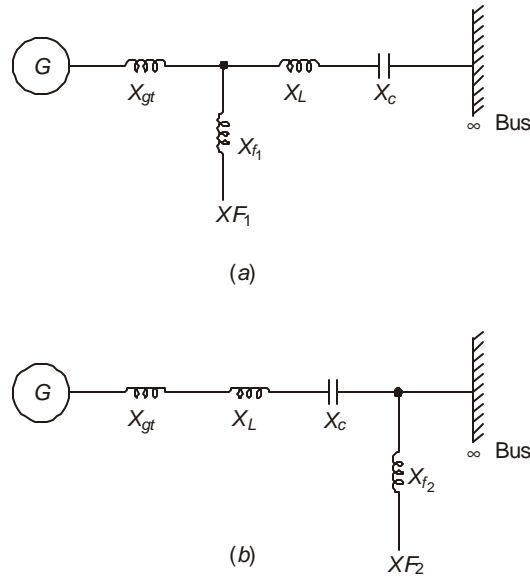 G
X_gt
X_L
X_c
∞ Bus
X_f1
XF_1
(a)
G
X_gt
X_L
X_c
∞ Bus
X_f2
XF_2
(b)